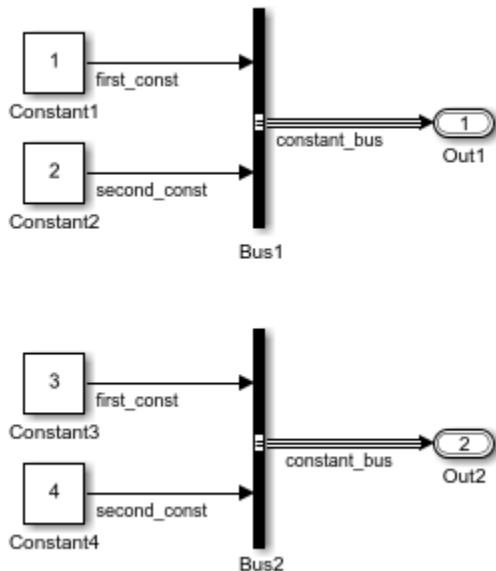 1
first_const
Constant1
constant_bus
1
Out1
2
second_const
Constant2
Bus1
3
first_const
Constant3
constant_bus
2
Out2
4
second_const
Constant4
Bus2